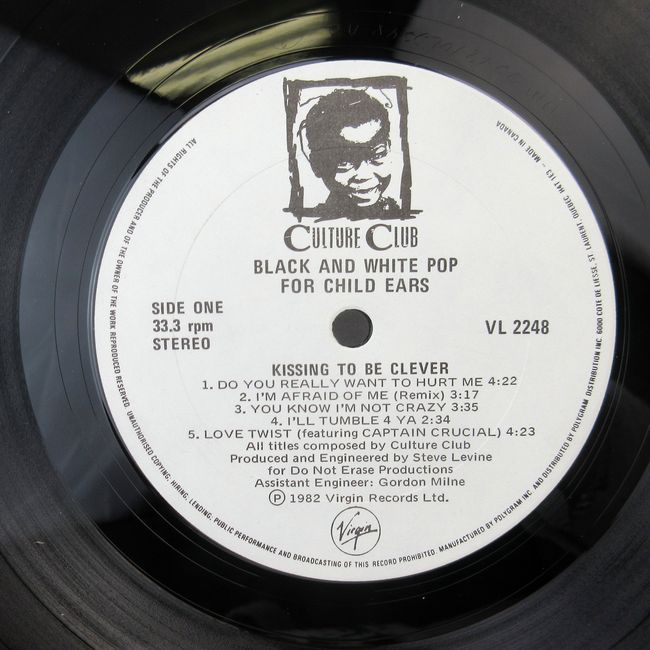 CULTURE CLUB
BLACK AND WHITE POP
FOR CHILD EARS
SIDE ONE
33.3 rpm
STEREO
VL 2248
KISSING TO BE CLEVER
1. DO YOU REALLY WANT TO HURT ME 4:22
2. I'M AFRAID OF ME (Remix) 3:17
3. YOU KNOW I'M NOT CRAZY 3:35
4. I'LL TUMBLE 4 YA 2:34
5. LOVE TWIST (featuring CAPTAIN CRUCIAL) 4:23
All titles composed by Culture Club
Produced and Engineered by Steve Levine
for Do Not Erase Productions
Assistant Engineer: Gordon Milne
Ⓟ 1982 Virgin Records Ltd.
Virgin
ALL RIGHTS OF THE PRODUCER AND OF THE OWNER OF THE WORK REPRODUCED RESERVED. UNAUTHORISED COPYING, HIRING, LENDING, PUBLIC PERFORMANCE AND BROADCASTING OF THIS RECORD PROHIBITED. MANUFACTURED BY POLYGRAM INC. AND DISTRIBUTED BY POLYGRAM DISTRIBUTION INC. 6000 COTE DE LIESSE, ST. LAURENT, QUEBEC H4T 1E3 – MADE IN CANADA